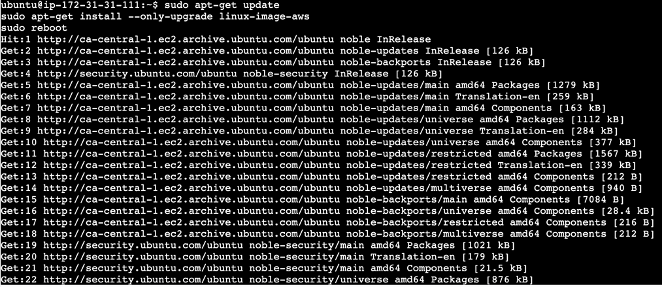 ubuntu@ip-172-31-31-111:~$ sudo apt-get update
sudo apt-get install --only-upgrade linux-image-aws
sudo reboot
Hit:1 http://ca-central-1.ec2.archive.ubuntu.com/ubuntu noble InRelease
Get:2 http://ca-central-1.ec2.archive.ubuntu.com/ubuntu noble-updates InRelease [126 kB]
Get:3 http://ca-central-1.ec2.archive.ubuntu.com/ubuntu noble-backports InRelease [126 kB]
Get:4 http://security.ubuntu.com/ubuntu noble-security InRelease [126 kB]
Get:5 http://ca-central-1.ec2.archive.ubuntu.com/ubuntu noble-updates/main amd64 Packages [1279 kB]
Get:6 http://ca-central-1.ec2.archive.ubuntu.com/ubuntu noble-updates/main Translation-en [259 kB]
Get:7 http://ca-central-1.ec2.archive.ubuntu.com/ubuntu noble-updates/main amd64 Components [163 kB]
Get:8 http://ca-central-1.ec2.archive.ubuntu.com/ubuntu noble-updates/universe amd64 Packages [1112 kB]
Get:9 http://ca-central-1.ec2.archive.ubuntu.com/ubuntu noble-updates/universe Translation-en [284 kB]
Get:10 http://ca-central-1.ec2.archive.ubuntu.com/ubuntu noble-updates/universe amd64 Components [377 kB]
Get:11 http://ca-central-1.ec2.archive.ubuntu.com/ubuntu noble-updates/restricted amd64 Packages [1567 kB]
Get:12 http://ca-central-1.ec2.archive.ubuntu.com/ubuntu noble-updates/restricted Translation-en [339 kB]
Get:13 http://ca-central-1.ec2.archive.ubuntu.com/ubuntu noble-updates/restricted amd64 Components [212 B]
Get:14 http://ca-central-1.ec2.archive.ubuntu.com/ubuntu noble-updates/multiverse amd64 Components [940 B]
Get:15 http://ca-central-1.ec2.archive.ubuntu.com/ubuntu noble-backports/main amd64 Components [7084 B]
Get:16 http://ca-central-1.ec2.archive.ubuntu.com/ubuntu noble-backports/universe amd64 Components [28.4 kB]
Get:17 http://ca-central-1.ec2.archive.ubuntu.com/ubuntu noble-backports/restricted amd64 Components [216 B]
Get:18 http://ca-central-1.ec2.archive.ubuntu.com/ubuntu noble-backports/multiverse amd64 Components [212 B]
Get:19 http://security.ubuntu.com/ubuntu noble-security/main amd64 Packages [1021 kB]
Get:20 http://security.ubuntu.com/ubuntu noble-security/main Translation-en [179 kB]
Get:21 http://security.ubuntu.com/ubuntu noble-security/main amd64 Components [21.5 kB]
Get:22 http://security.ubuntu.com/ubuntu noble-security/universe amd64 Packages [876 kB]